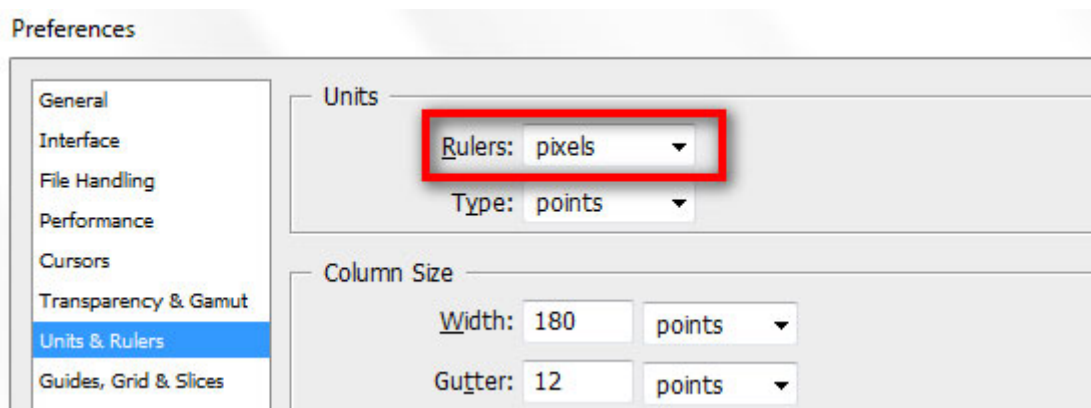 Preferences
General
Interface
File Handling
Performance
Cursors
Transparency & Gamut
Units & Rulers
Guides, Grid & Slices
Units
Rulers: pixels
Type: points
Column Size
Width: 180 points
Gutter: 12 points